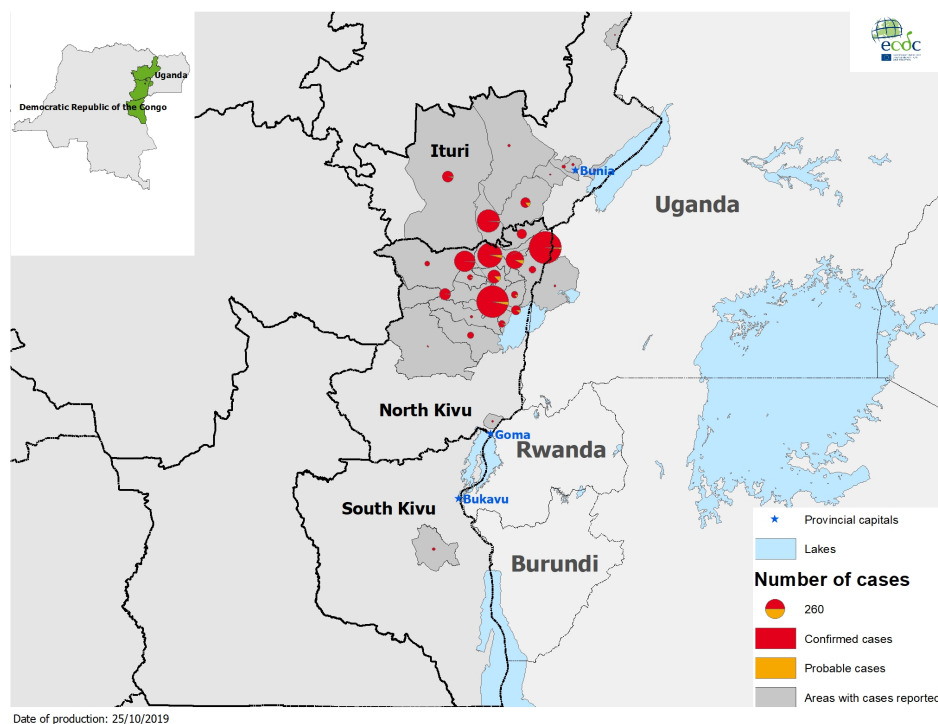 ecdc
Uganda
Democratic Republic of the Congo
Ituri
Bunia
Uganda
North Kivu
Goma
Rwanda
South Kivu
Bukavu
Burundi
Provincial capitals
Lakes
Number of cases
260
Confirmed cases
Probable cases
Areas with cases reported
Date of production: 25/10/2019